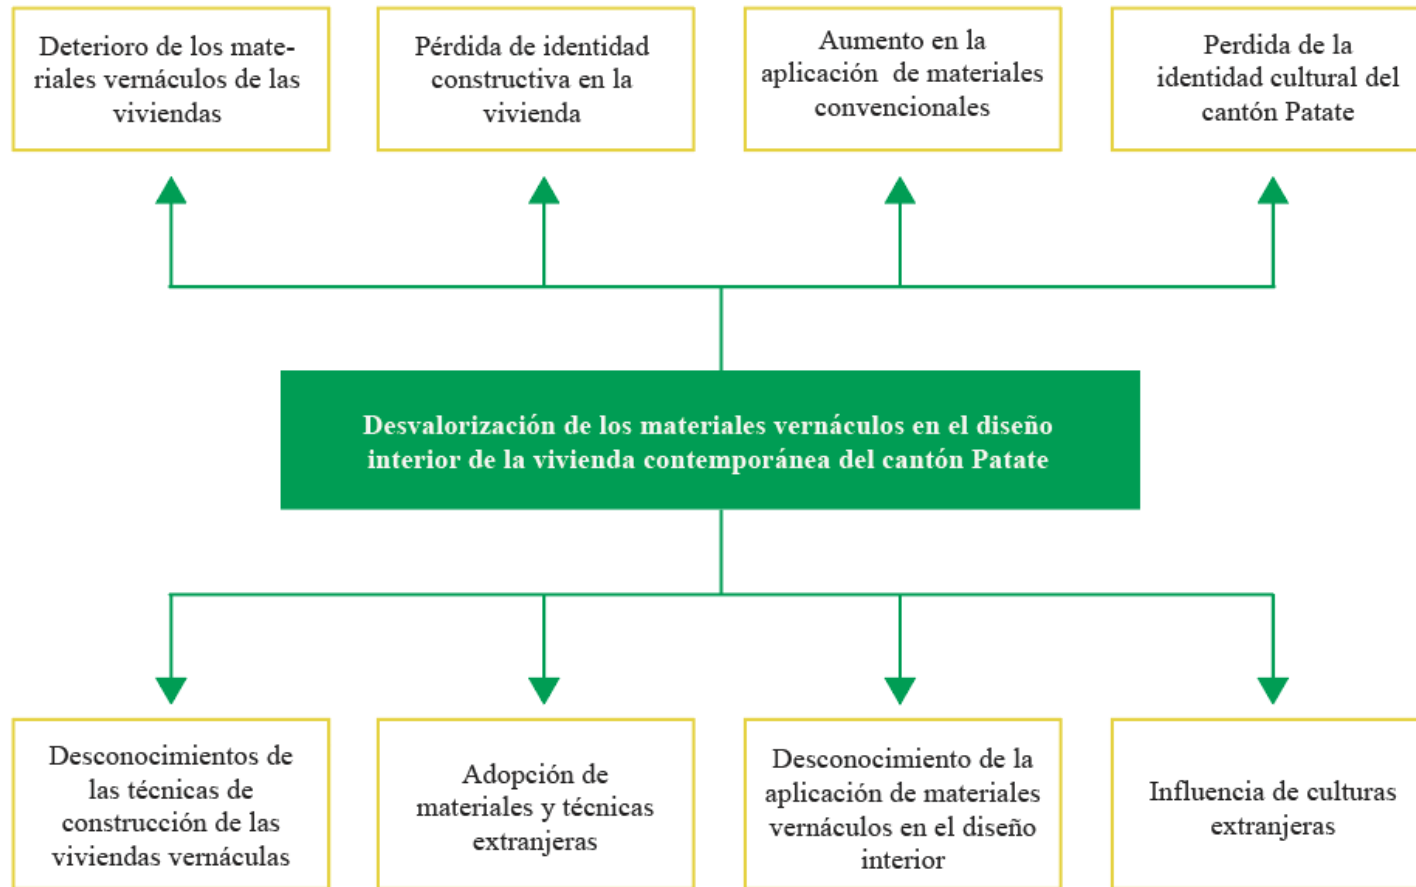 Deterioro de los mate-
riales vernáculos de las
viviendas
Pérdida de identidad
constructiva en la
vivienda
Aumento en la
aplicación de materiales
convencionales
Perdida de la
identidad cultural del
cantón Patate
Desvalorización de los materiales vernáculos en el diseño
interior de la vivienda contemporánea del cantón Patate
Desconocimientos de
las técnicas de
construcción de las
viviendas vernáculas
Adopción de
materiales y técnicas
extranjeras
Desconocimiento de la
aplicación de materiales
vernáculos en el diseño
interior
Influencia de culturas
extranjeras